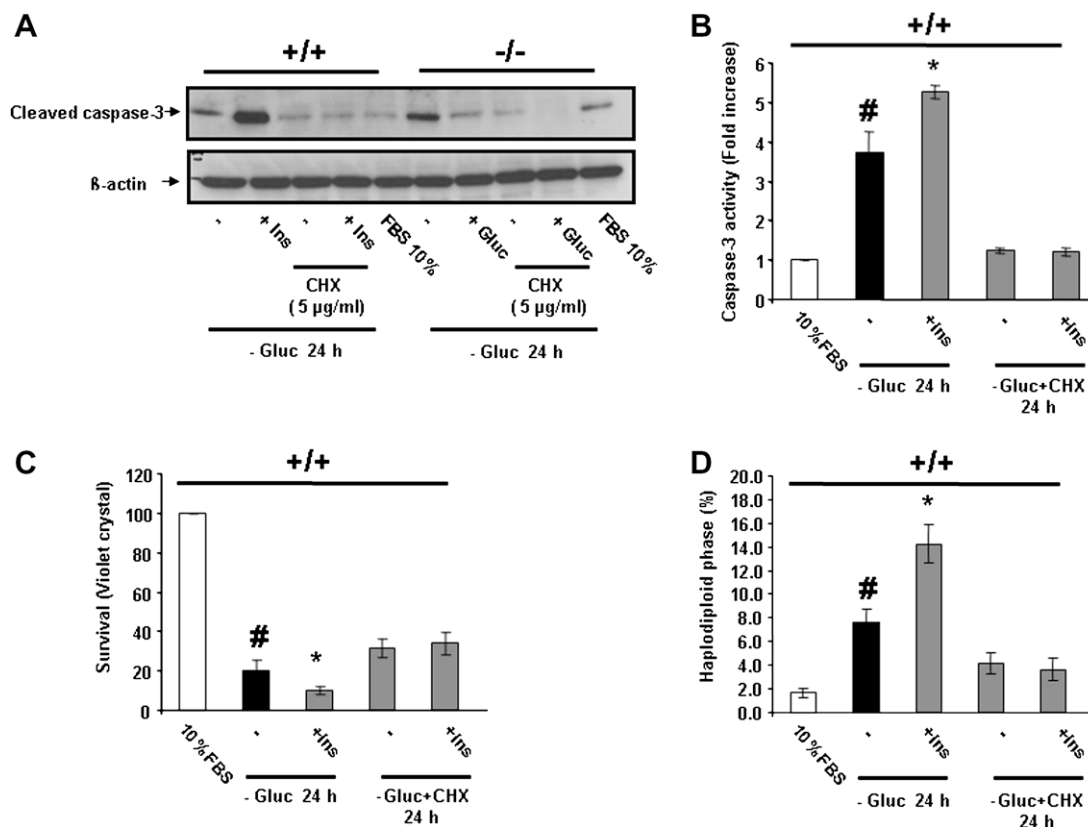 A
+/+
-/-
Cleaved caspase-3
ß-actin
-
+ Ins
-
+ Ins
FBS 10%
-
+ Gluc
-
+ Gluc
FBS 10%
CHX
( 5 µg/ml)
CHX
( 5 µg/ml)
- Gluc 24 h
- Gluc 24 h
B
+/+
Caspase-3 activity (Fold increase)
6
5
4
3
2
1
0
#
*
10 %FBS
-
+Ins
-
+Ins
- Gluc 24 h
-Gluc+CHX
24 h
C
+/+
Survival (Violet crystal)
120
100
80
60
40
20
0
#
*
10 %FBS
-
+Ins
-
+Ins
- Gluc 24 h
-Gluc+CHX
24 h
D
+/+
Haplodiploid phase (%)
20.0
18.0
16.0
14.0
12.0
10.0
8.0
6.0
4.0
2.0
0.0
#
*
10 %FBS
-
+Ins
-
+Ins
- Gluc 24 h
-Gluc+CHX
24 h